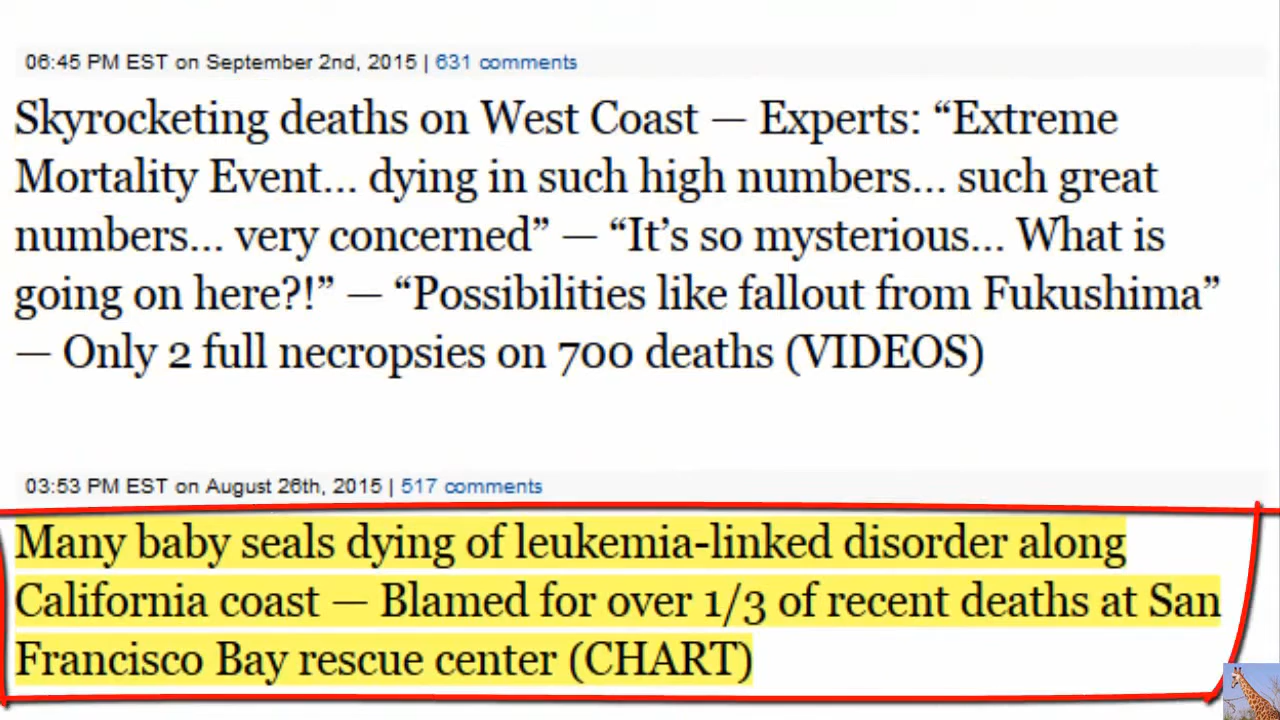 06:45 PM EST on September 2nd, 2015 | 631 comments
Skyrocketing deaths on West Coast — Experts: “Extreme
Mortality Event… dying in such high numbers… such great
numbers… very concerned” — “It’s so mysterious… What is
going on here?!” — “Possibilities like fallout from Fukushima”
— Only 2 full necropsies on 700 deaths (VIDEOS)
03:53 PM EST on August 26th, 2015 | 517 comments
Many baby seals dying of leukemia-linked disorder along
California coast — Blamed for over 1/3 of recent deaths at San
Francisco Bay rescue center (CHART)